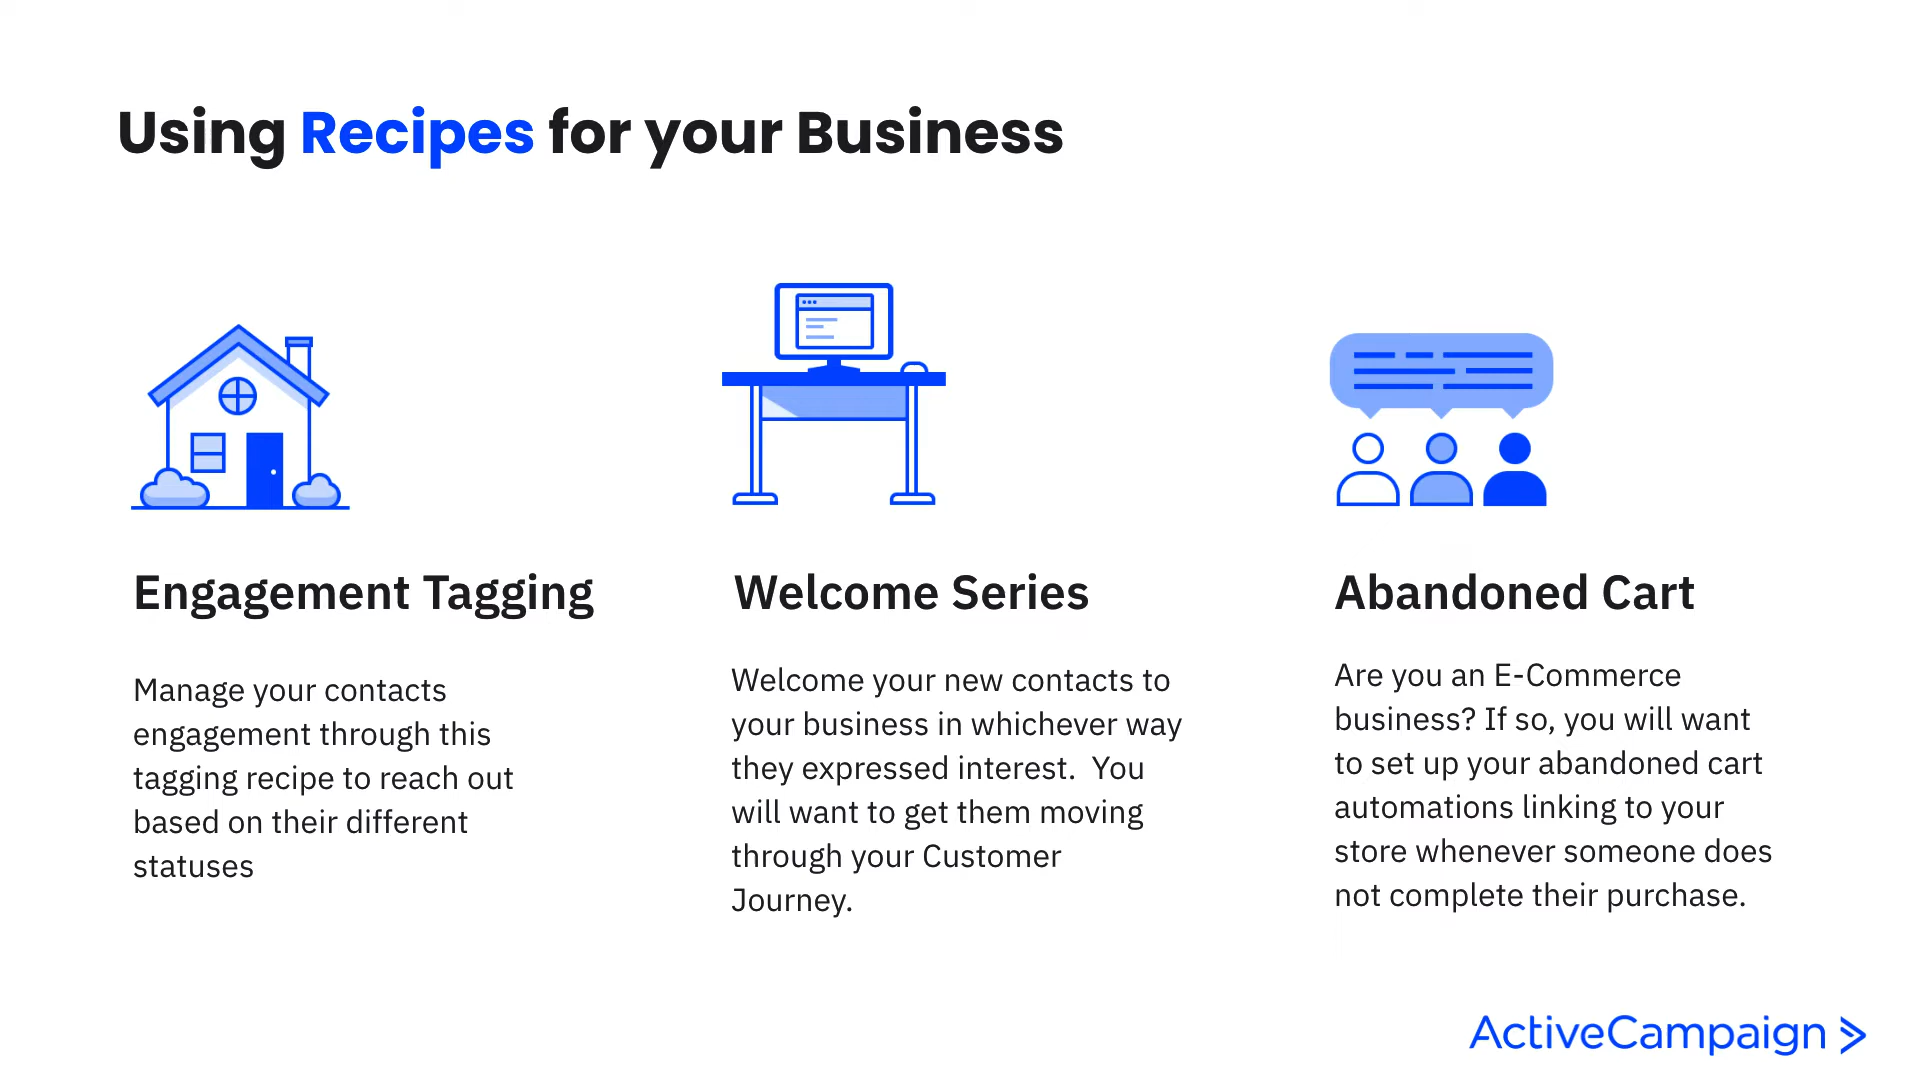 Using Recipes for your Business
Engagement Tagging
Manage your contacts
engagement through this
tagging recipe to reach out
based on their different
statuses
Welcome Series
Welcome your new contacts to
your business in whichever way
they expressed interest.  You
will want to get them moving
through your Customer
Journey.
Abandoned Cart
Are you an E-Commerce
business? If so, you will want
to set up your abandoned cart
automations linking to your
store whenever someone does
not complete their purchase.
ActiveCampaign